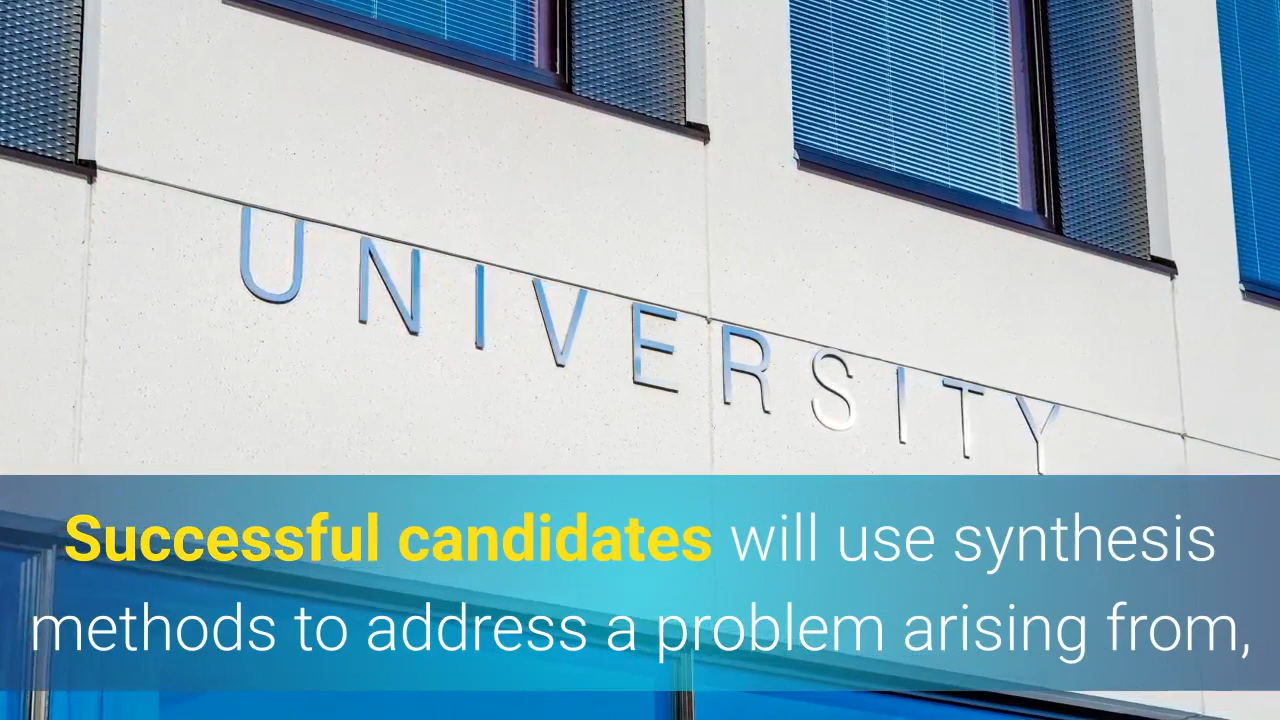 UNIVERSITY
Successful candidates will use synthesis
methods to address a problem arising from,